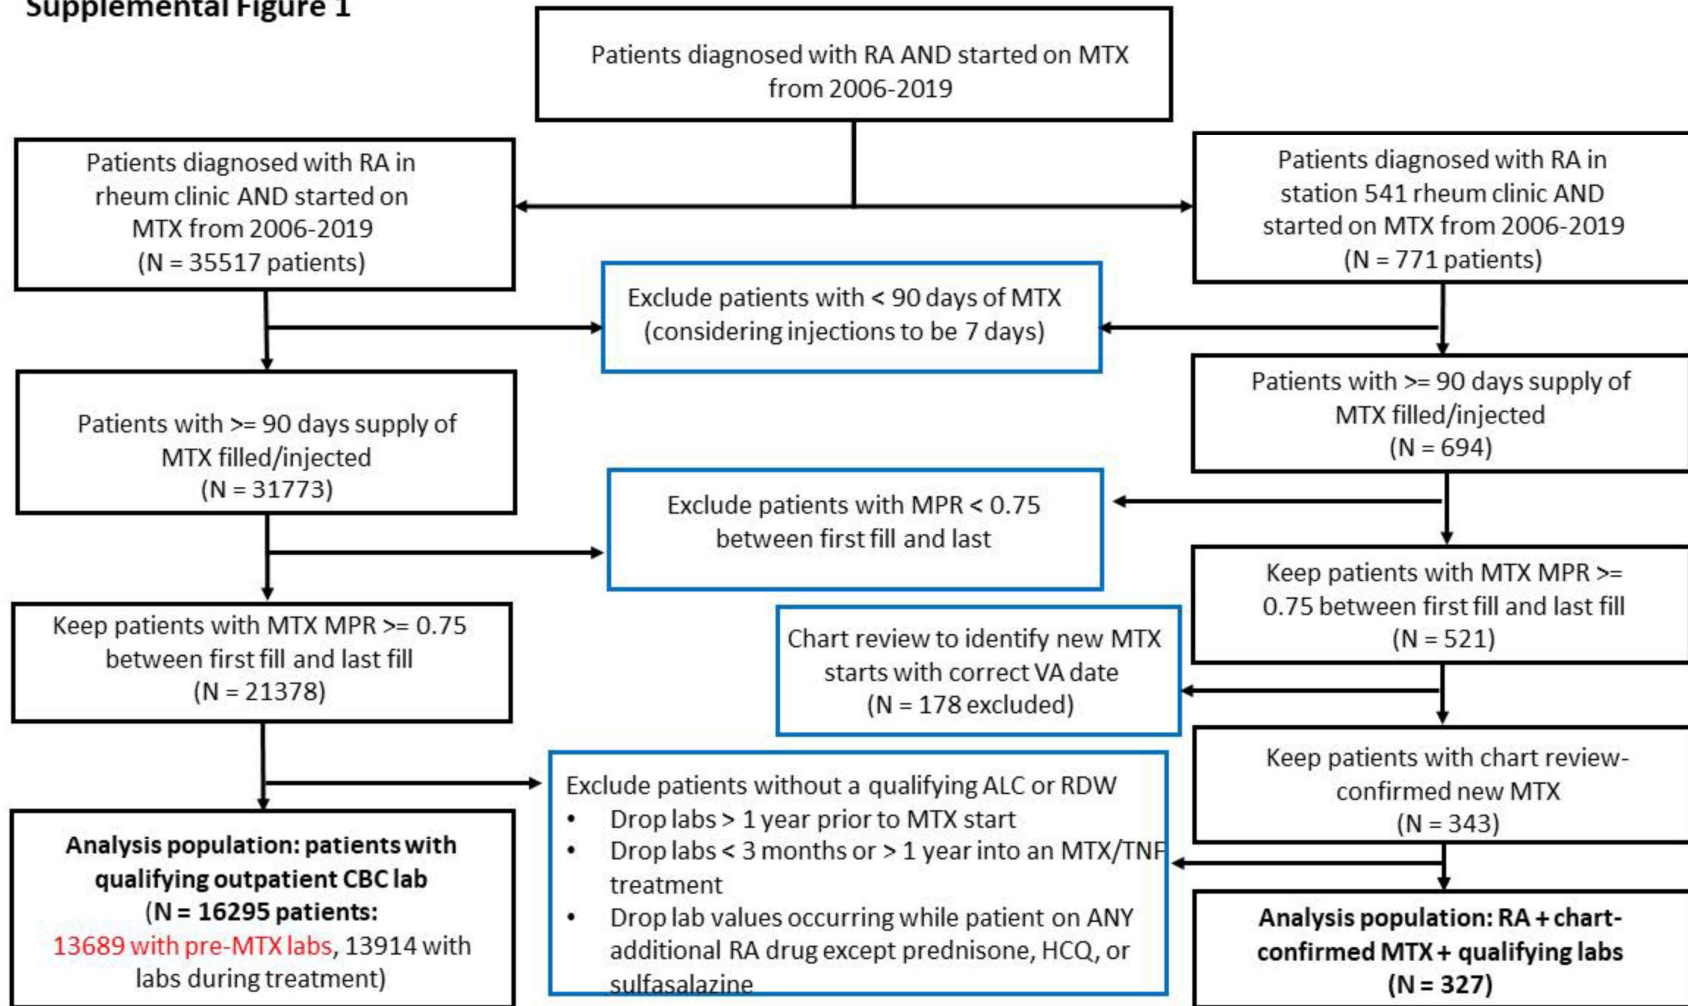 Supplemental Figure 1
Patients diagnosed with RA AND started on MTX
from 2006-2019
Patients diagnosed with RA in
rheum clinic AND started on
MTX from 2006-2019
(N = 35517 patients)
Patients diagnosed with RA in
station 541 rheum clinic AND
started on MTX from 2006-2019
(N = 771 patients)
Exclude patients with < 90 days of MTX
(considering injections to be 7 days)
Patients with >= 90 days supply of
MTX filled/injected
(N = 31773)
Patients with >= 90 days supply of
MTX filled/injected
(N = 694)
Exclude patients with MPR < 0.75
between first fill and last
Keep patients with MTX MPR >= 0.75
between first fill and last fill
(N = 21378)
Keep patients with MTX MPR >=
0.75 between first fill and last fill
(N = 521)
Chart review to identify new MTX
starts with correct VA date
(N = 178 excluded)
Keep patients with chart review-
confirmed new MTX
(N = 343)
Exclude patients without a qualifying ALC or RDW
• Drop labs > 1 year prior to MTX start
• Drop labs < 3 months or > 1 year into an MTX/TNF
treatment
• Drop lab values occurring while patient on ANY
additional RA drug except prednisone, HCQ, or
sulfasalazine
Analysis population: patients with
qualifying outpatient CBC lab
(N = 16295 patients:
13689 with pre-MTX labs, 13914 with
labs during treatment)
Analysis population: RA + chart-
confirmed MTX + qualifying labs
(N = 327)